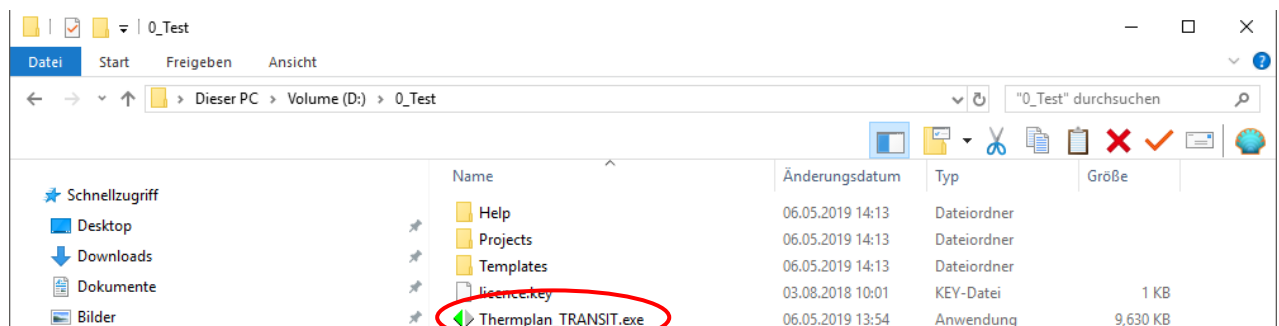 0_Test
Datei Start Freigeben Ansicht
Dieser PC > Volume (D:) > 0_Test "0_Test" durchsuchen
Name Änderungsdatum Typ Größe
Schnellzugriff
Desktop Help 06.05.2019 14:13 Dateiordner
Projects 06.05.2019 14:13 Dateiordner
Downloads Templates 06.05.2019 14:13 Dateiordner
Dokumente licence.key 03.08.2018 10:01 KEY-Datei 1 KB
Bilder Thermplan_TRANSIT.exe 06.05.2019 13:54 Anwendung 9,630 KB